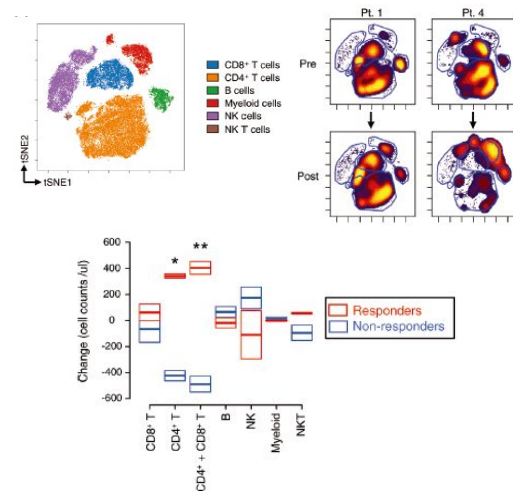 Pt. 1
Pt. 4
CD8+ T cells
CD4+ T cells
B cells
Myeloid cells
NK cells
NK T cells
tSNE2
tSNE1
Pre
Post
Change (cell counts /ul)
600
400
200
0
-200
-400
-600
*
**
Responders
Non-responders
CD8+ T
CD4+ T
CD4+ + CD8+ T
B
NK
Myeloid
NKT